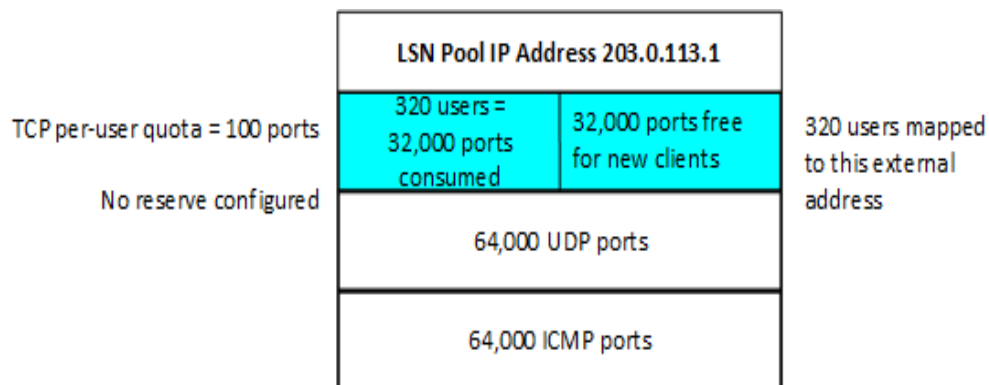 LSN Pool IP Address 203.0.113.1
TCP per-user quota = 100 ports
No reserve configured
320 users =
32,000 ports
consumed
32,000 ports free
for new clients
320 users mapped
to this external
address
64,000 UDP ports
64,000 ICMP ports